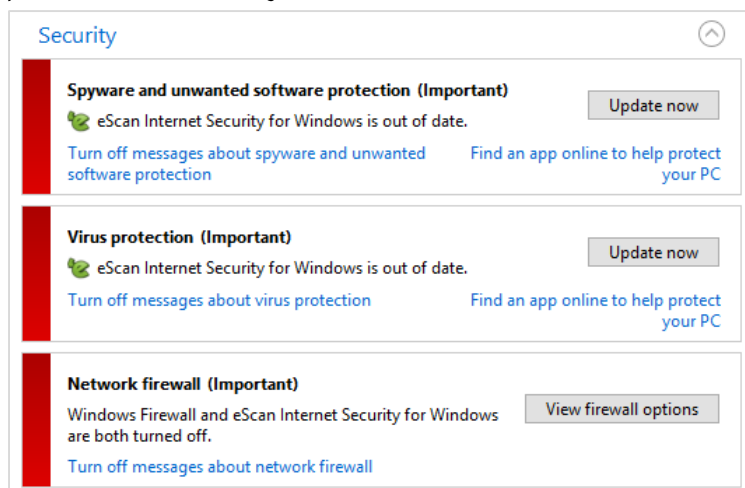 Security
Spyware and unwanted software protection (Important)
Update now
eScan Internet Security for Windows is out of date.
Turn off messages about spyware and unwanted
software protection
Find an app online to help protect
your PC
Virus protection (Important)
Update now
eScan Internet Security for Windows is out of date.
Turn off messages about virus protection
Find an app online to help protect
your PC
Network firewall (Important)
View firewall options
Windows Firewall and eScan Internet Security for Windows
are both turned off.
Turn off messages about network firewall